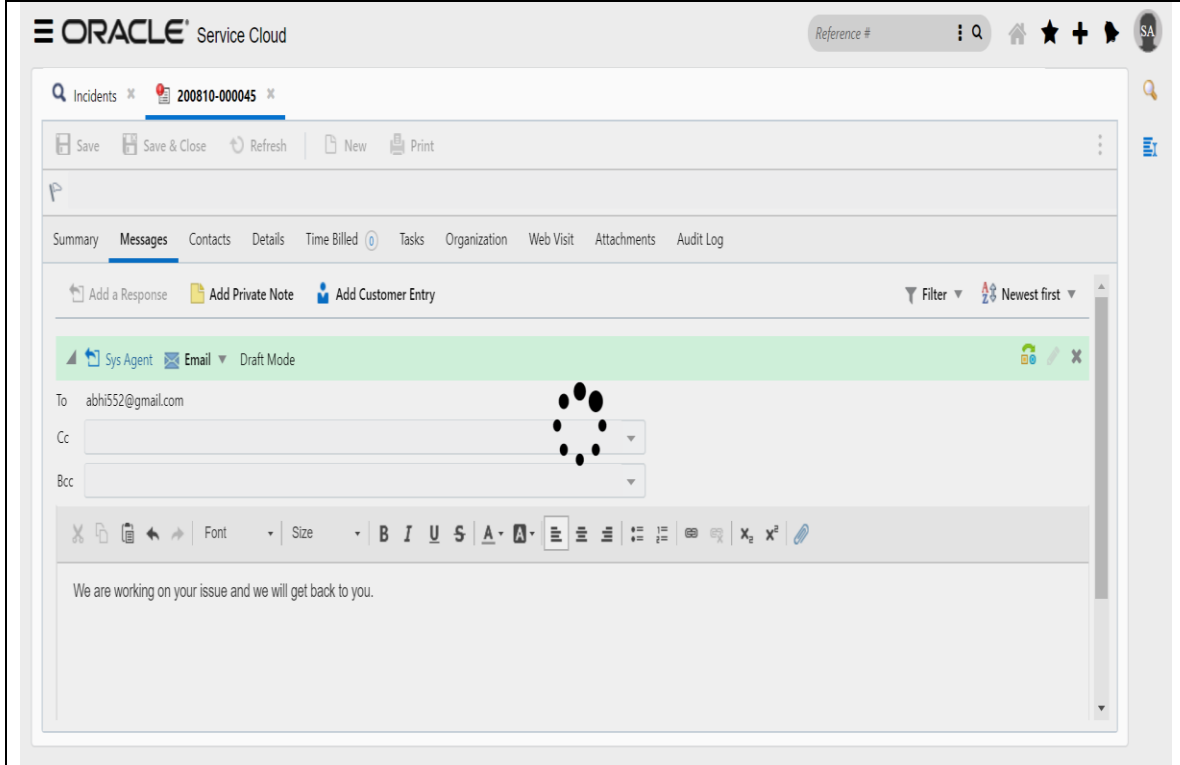 ORACLE Service Cloud Reference # SA
Incidents 200810-000045
Save Save & Close Refresh New Print
Summary Messages Contacts Details Time Billed 0 Tasks Organization Web Visit Attachments Audit Log
Add a Response Add Private Note Add Customer Entry Filter Newest first
Sys Agent Email Draft Mode
To abhi552@gmail.com
Cc
Bcc
Font Size B I U S A A X₂ X²
We are working on your issue and we will get back to you.